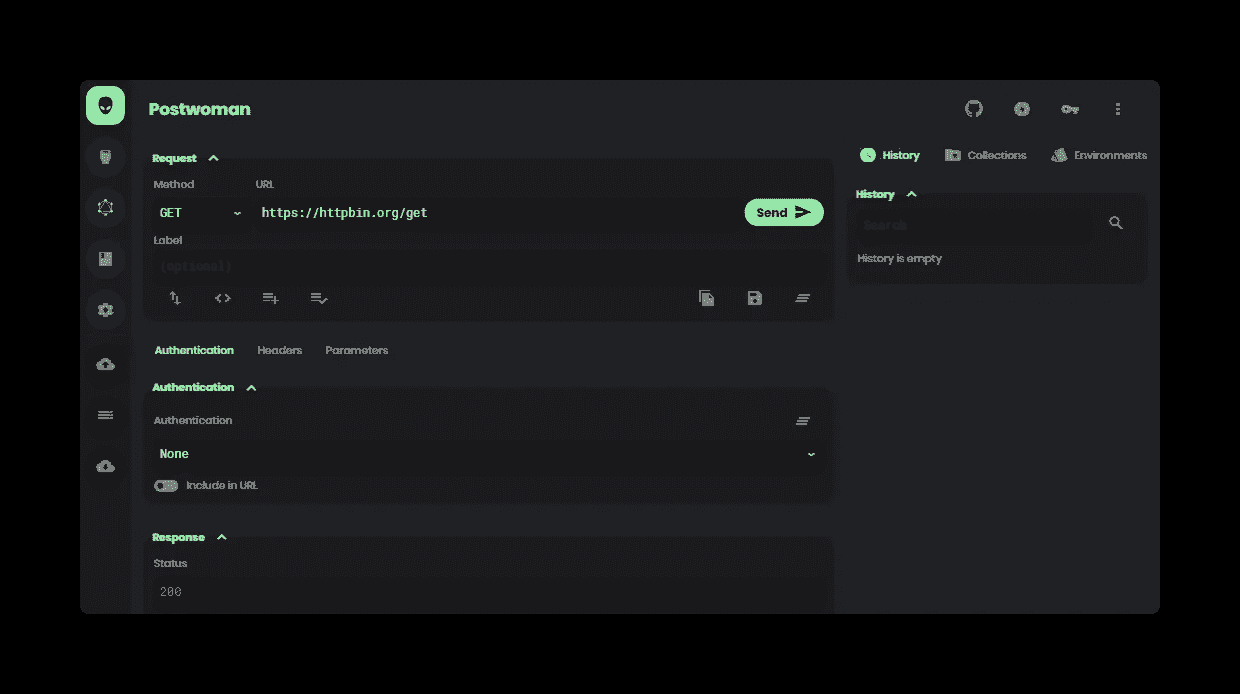 Postwoman
Request
Method URL
GET https://httpbin.org/get Send
Label
(optional)
Authentication Headers Parameters
Authentication
Authentication
None
Include in URL
Response
Status
200
History Collections Environments
History
Search
History is empty